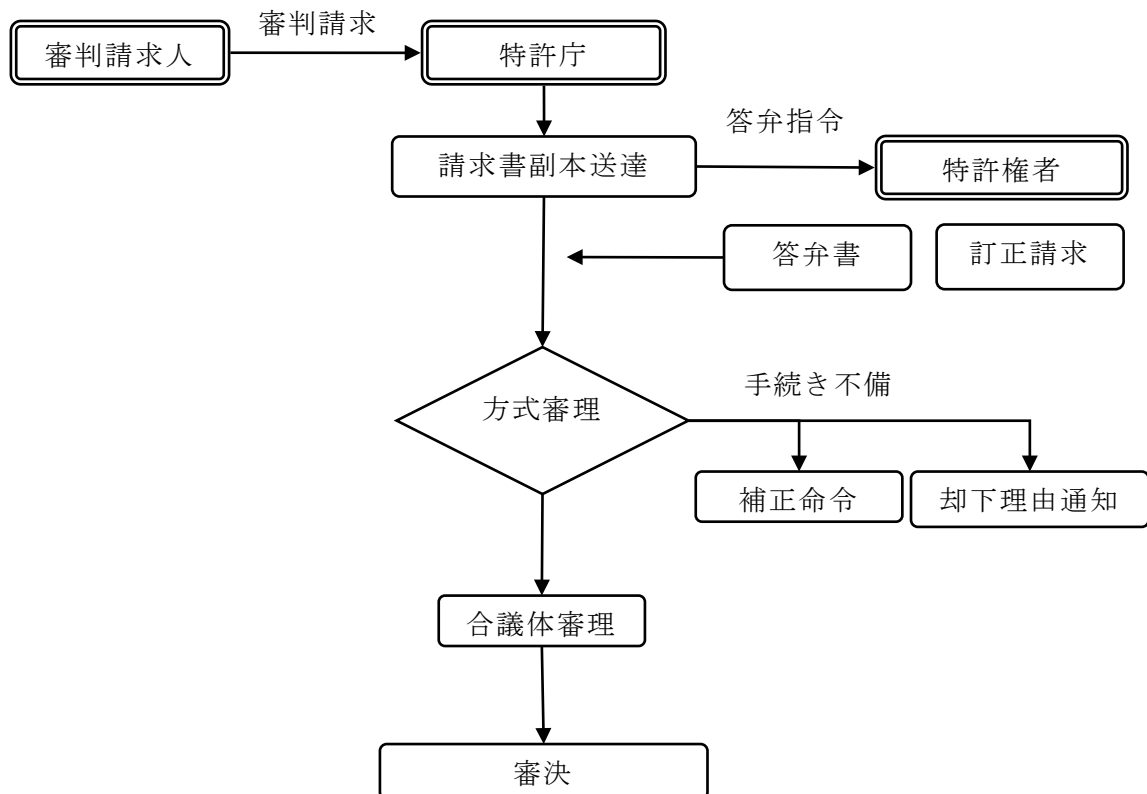 審判請求
審判請求人
特許庁
答弁指令
請求書副本送達
特許権者
答弁書
訂正請求
手続き不備
方式審理
補正命令
却下理由通知
合議体審理
審決